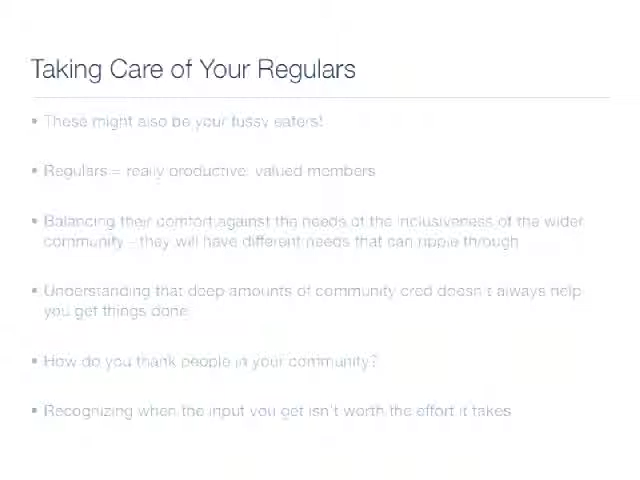 Taking Care of Your Regulars
• These might also be your fussy eaters!
• Regulars = really productive, valued members
• Balancing their comfort against the needs of the inclusiveness of the wider
community - they will have different needs that can ripple through
• Understanding that deep amounts of community cred doesn't always help
you get things done
• How do you thank people in your community?
• Recognizing when the input you get isn't worth the effort it takes